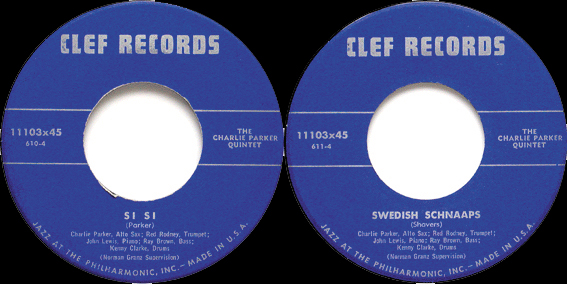 CLEF RECORDS
11103x45
610-4
THE
CHARLIE PARKER
QUINTET
SI SI
(Parker)
Charlie Parker, Alto Sax; Red Rodney, Trumpet;
John Lewis, Piano; Ray Brown, Bass;
Kenny Clarke, Drums
(Norman Granz Supervision)
JAZZ AT THE PHILHARMONIC, INC.—MADE IN U.S.A.
CLEF RECORDS
11103x45
611-4
THE
CHARLIE PARKER
QUINTET
SWEDISH SCHNAAPS
(Shavers)
Charlie Parker, Alto Sax; Red Rodney, Trumpet;
John Lewis, Piano; Ray Brown, Bass;
Kenny Clarke, Drums
(Norman Granz Supervision)
JAZZ AT THE PHILHARMONIC, INC.—MADE IN U.S.A.